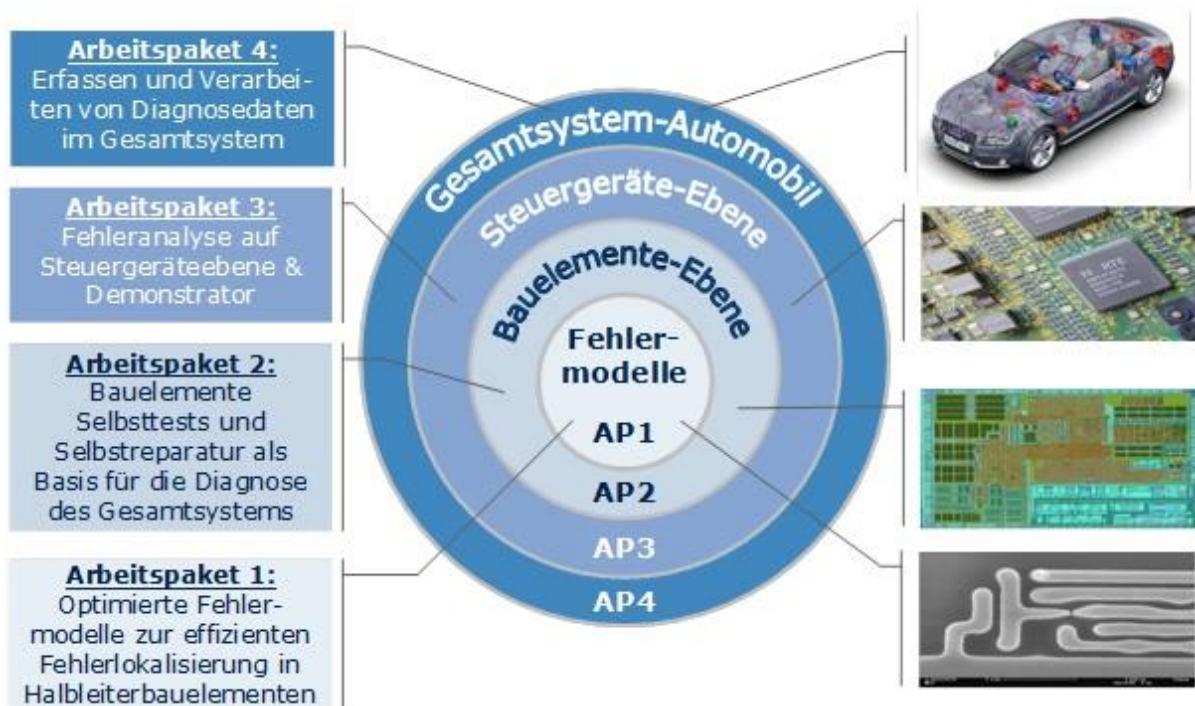 Arbeitspaket 4:
Erfassen und Verarbei-
ten von Diagnosedaten
im Gesamtsystem
Arbeitspaket 3:
Fehleranalyse auf
Steuergeräteebene &
Demonstrator
Arbeitspaket 2:
Bauelemente
Selbsttests und
Selbstreparatur als
Basis für die Diagnose
des Gesamtsystems
Arbeitspaket 1:
Optimierte Fehler-
modelle zur effizienten
Fehlerlokalisierung in
Halbleiterbauelementen
Gesamtsystem-Automobil
Steuergeräte-Ebene
Bauelemente-Ebene
Fehler-
modelle
AP1
AP2
AP3
AP4